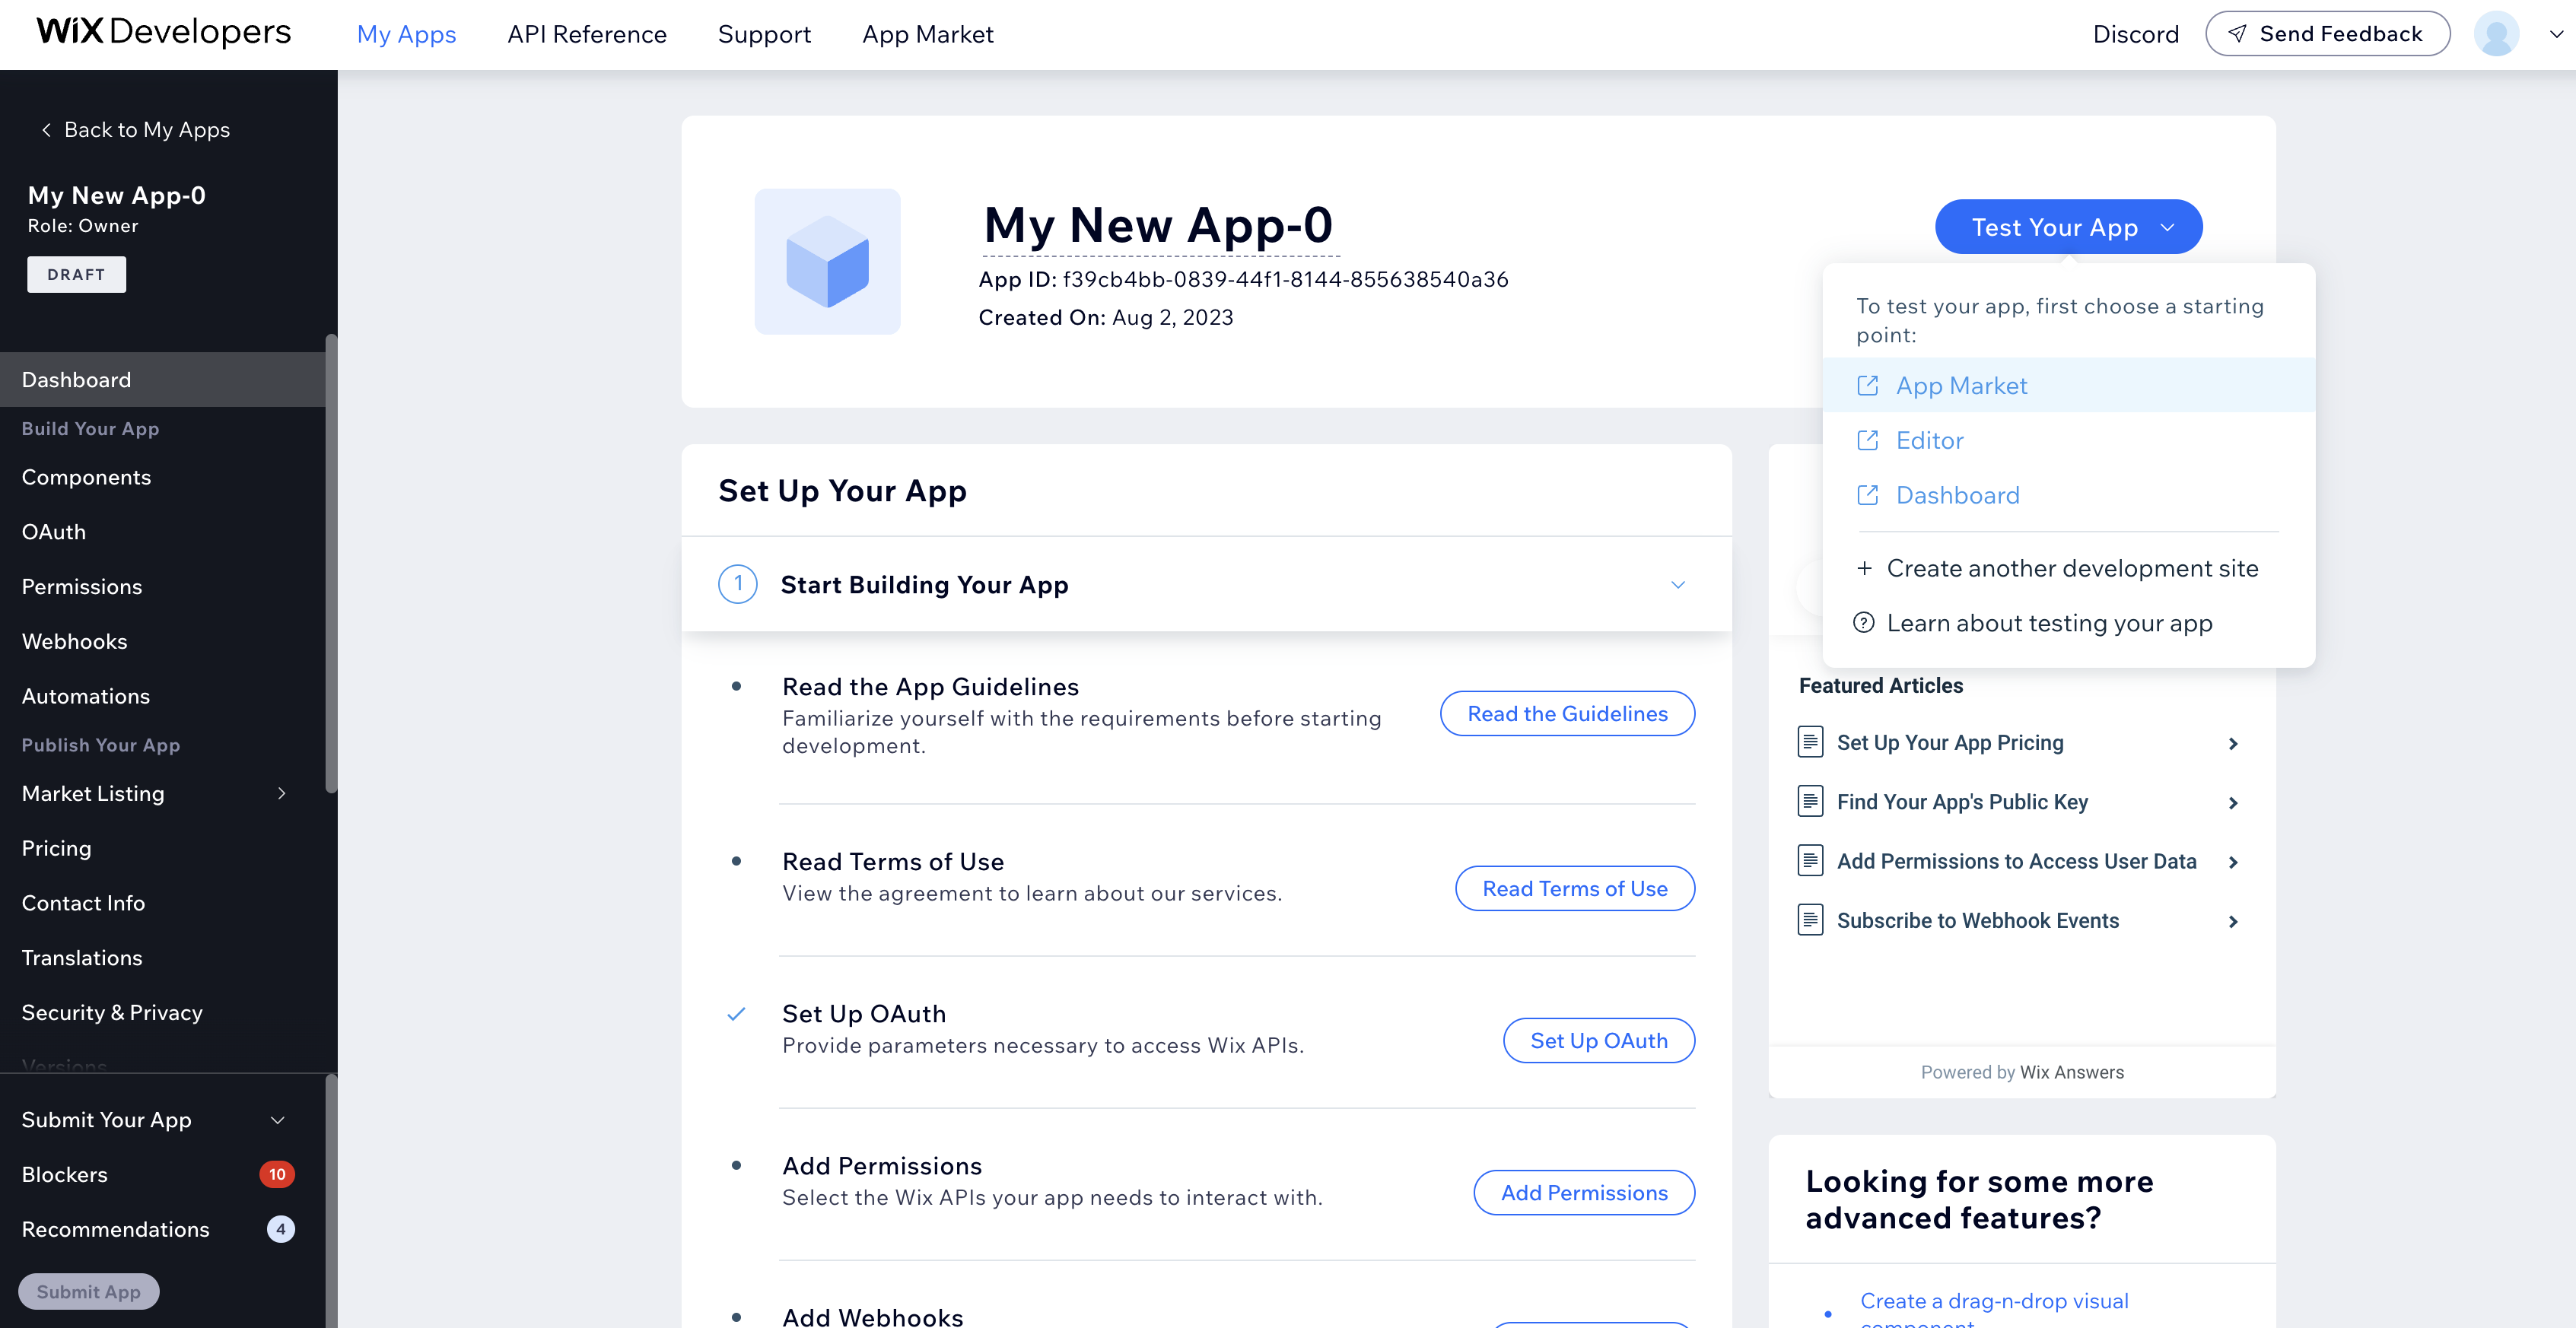 WiX Developers
My Apps
API Reference
Support
App Market
Discord
Send Feedback
Back to My Apps
My New App-0
Role: Owner
DRAFT
Dashboard
Build Your App
Components
OAuth
Permissions
Webhooks
Automations
Publish Your App
Market Listing
Pricing
Contact Info
Translations
Security & Privacy
Versions
Submit Your App
Blockers 10
Recommendations 4
Submit App
My New App-0
App ID: f39cb4bb-0839-44f1-8144-855638540a36
Created On: Aug 2, 2023
Test Your App
To test your app, first choose a starting
point:
App Market
Editor
Dashboard
+ Create another development site
? Learn about testing your app
Set Up Your App
1 Start Building Your App
Read the App Guidelines
Familiarize yourself with the requirements before starting
development.
Read the Guidelines
Read Terms of Use
View the agreement to learn about our services.
Read Terms of Use
Set Up OAuth
Provide parameters necessary to access Wix APIs.
Set Up OAuth
Add Permissions
Select the Wix APIs your app needs to interact with.
Add Permissions
Add Webhooks
Featured Articles
Set Up Your App Pricing
Find Your App's Public Key
Add Permissions to Access User Data
Subscribe to Webhook Events
Powered by Wix Answers
Looking for some more
advanced features?
Create a drag-n-drop visual
component